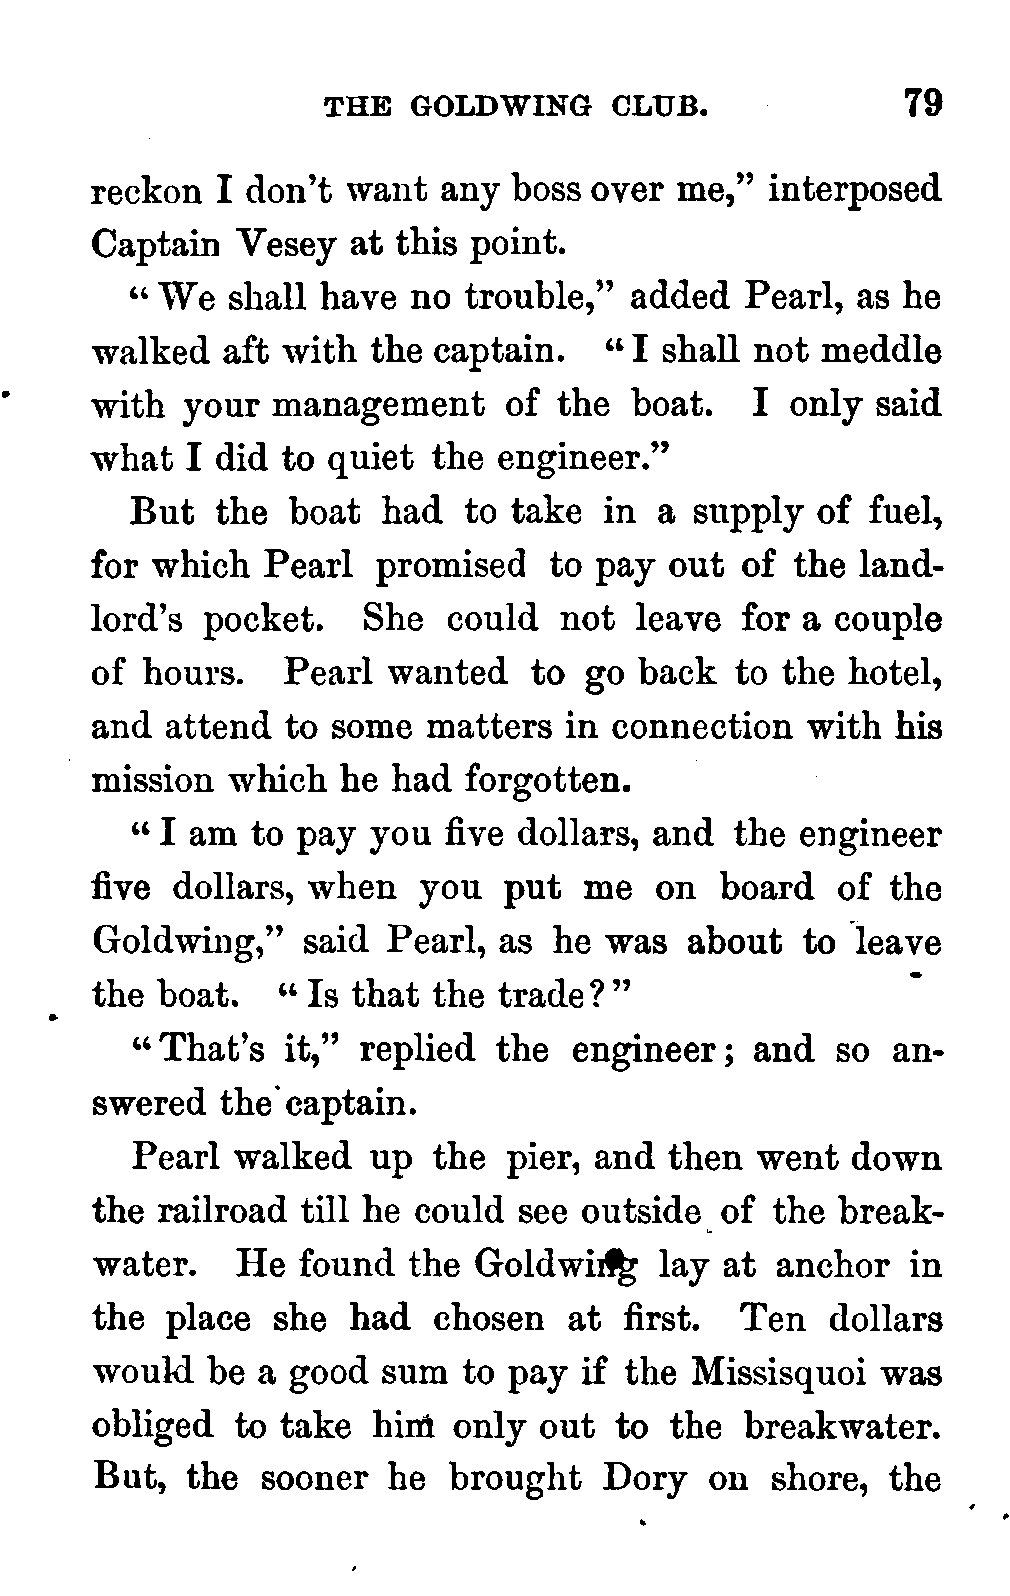 THE GOLDWING CLUB. 79
reckon I don't want any boss over me," interposed
Captain Vesey at this point.
"We shall have no trouble," added Pearl, as he
walked aft with the captain. "I shall not meddle
with your management of the boat. I only said
what I did to quiet the engineer."
But the boat had to take in a supply of fuel,
for which Pearl promised to pay out of the land-
lord's pocket. She could not leave for a couple
of hours. Pearl wanted to go back to the hotel,
and attend to some matters in connection with his
mission which he had forgotten.
"I am to pay you five dollars, and the engineer
five dollars, when you put me on board of the
Goldwing," said Pearl, as he was about to leave
the boat. "Is that the trade?"
"That's it," replied the engineer; and so an-
swered the captain.
Pearl walked up the pier, and then went down
the railroad till he could see outside of the break-
water. He found the Goldwing lay at anchor in
the place she had chosen at first. Ten dollars
would be a good sum to pay if the Missisquoi was
obliged to take him only out to the breakwater.
But, the sooner he brought Dory on shore, the